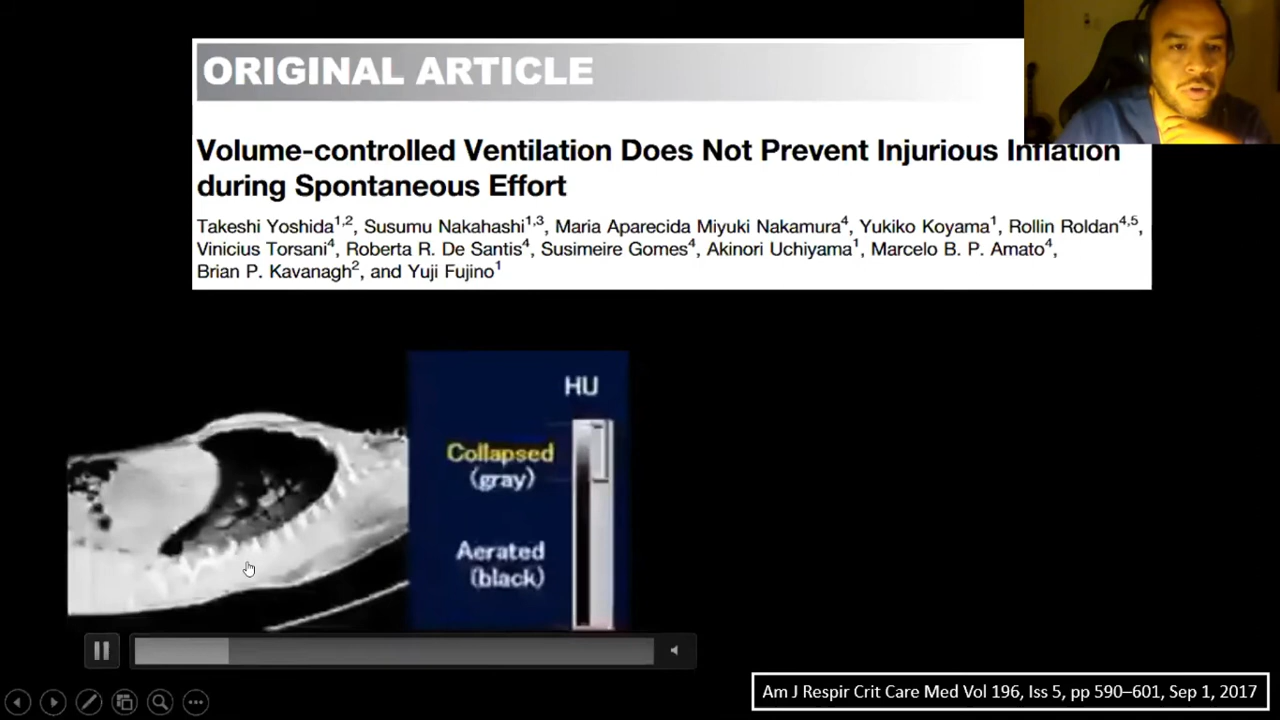 ORIGINAL ARTICLE
Volume-controlled Ventilation Does Not Prevent Injurious Inflation
during Spontaneous Effort
Takeshi Yoshida1,2, Susumu Nakahashi1,3, Maria Aparecida Miyuki Nakamura4, Yukiko Koyama1, Rollin Roldan4,5,
Vinicius Torsani4, Roberta R. De Santis4, Susimeire Gomes4, Akinori Uchiyama1, Marcelo B. P. Amato4,
Brian P. Kavanagh2, and Yuji Fujino1
HU
Collapsed
(gray)
Aerated
(black)
Am J Respir Crit Care Med Vol 196, Iss 5, pp 590–601, Sep 1, 2017